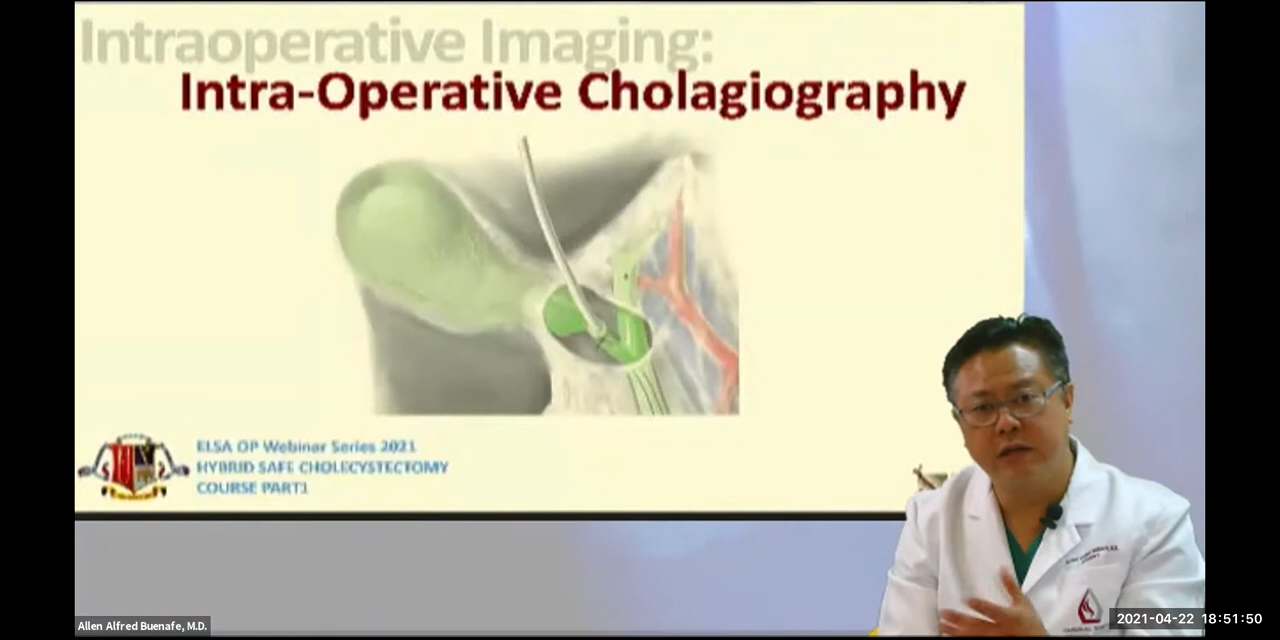 Intraoperative Imaging:
Intra-Operative Cholagiography
ELSA OP Webinar Series 2021
HYBRID SAFE CHOLECYSTECTOMY
COURSE PART1
Allen Alfred Buenafe, M.D.
2021-04-22 18:51:50